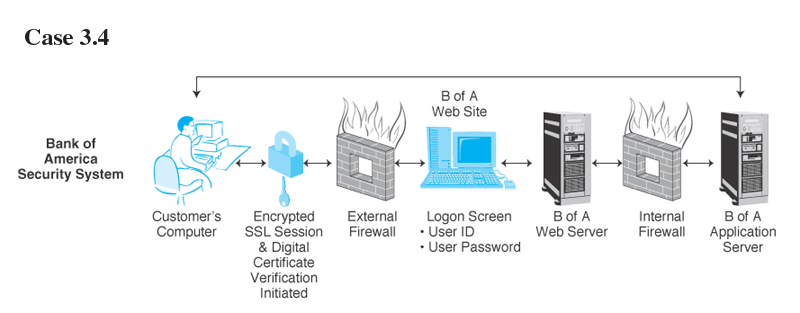 Case 3.4
B of A
Web Site
Bank of
America
Security System
Customer's
Computer
Encrypted
SSL Session
& Digital
Certificate
Verification
Initiated
External
Firewall
Logon Screen
• User ID
• User Password
B of A
Web Server
Internal
Firewall
B of A
Application
Server